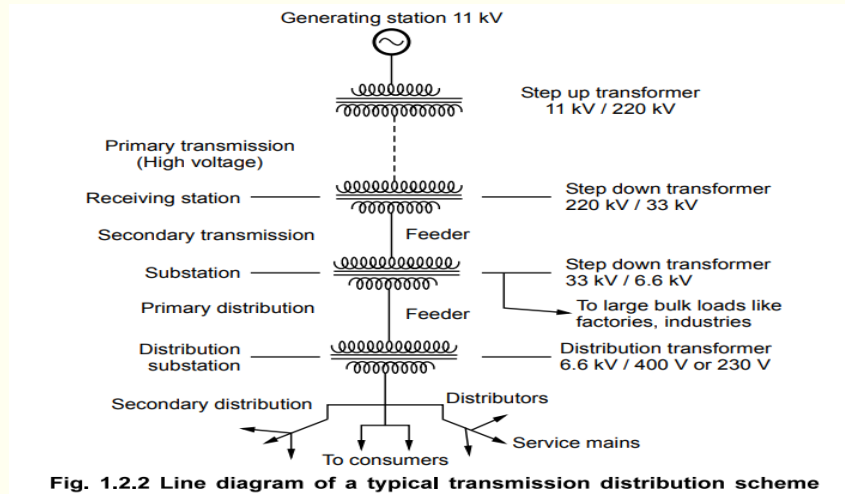 Generating station 11 kV
Step up transformer
11 kV / 220 kV
Primary transmission
(High voltage)
Receiving station
Step down transformer
220 kV / 33 kV
Secondary transmission
Feeder
Substation
Step down transformer
33 kV / 6.6 kV
Primary distribution
Feeder
To large bulk loads like
factories, industries
Distribution
substation
Distribution transformer
6.6 kV / 400 V or 230 V
Secondary distribution
Distributors
Service mains
To consumers
Fig. 1.2.2 Line diagram of a typical transmission distribution scheme